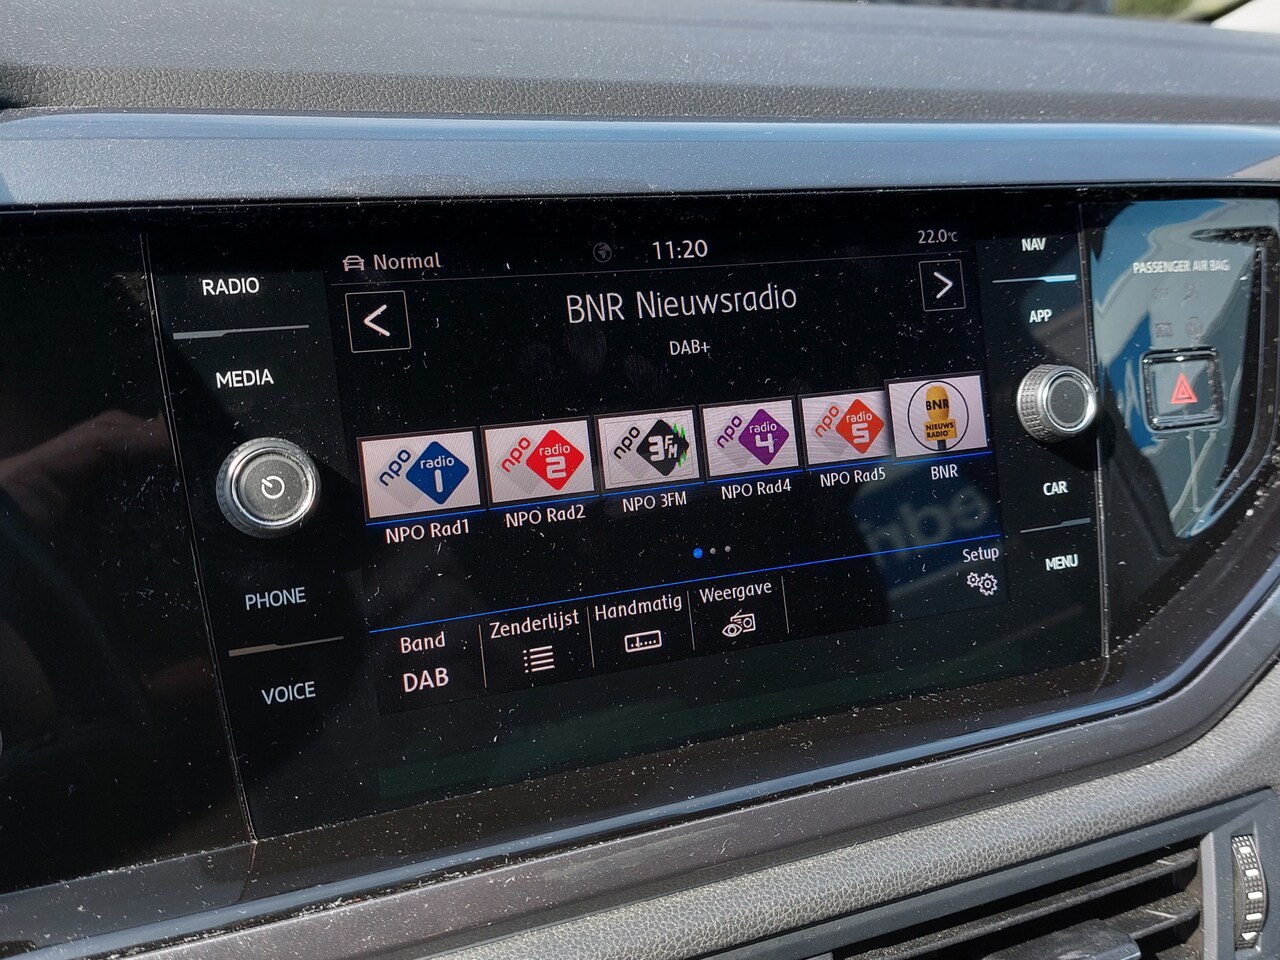 RADIO
MEDIA
PHONE
VOICE
Normal
11:20
22.0°C
BNR Nieuwsradio
DAB+
npo radio 1
npo radio 2
npo 3FM
npo radio 4
npo radio 5
BNR NIEUWS RADIO
NPO Rad1
NPO Rad2
NPO 3FM
NPO Rad4
NPO Rad5
BNR
Band
DAB
Zenderlijst
Handmatig
Weergave
Setup
NAV
APP
CAR
MENU
PASSENGER AIR BAG